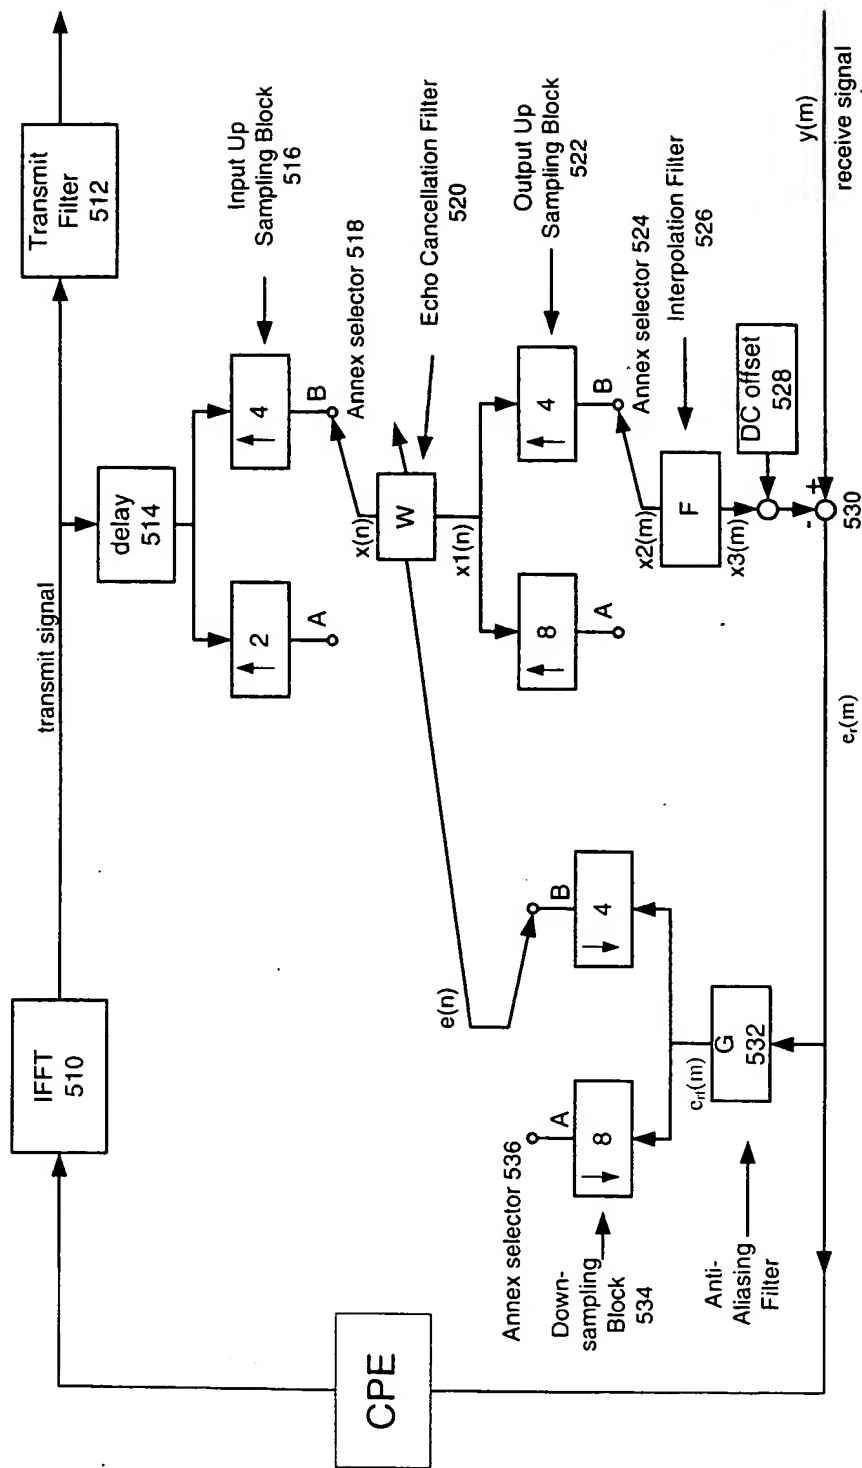 CPE
IFFT
510
transmit signal
Transmit
Filter
512
delay
514
2
4
A
B
Input Up
Sampling Block
516
Annex selector 518
x(n)
W
Echo Cancellation Filter
520
x1(n)
8
4
A
B
Output Up
Sampling Block
522
Annex selector 524
x2(m)
F
Interpolation Filter
526
x3(m)
DC offset
528
-
+
530
y(m)
receive signal
er(m)
e(n)
Annex selector 536
A
B
8
4
Down-
sampling
Block
534
G
532
Anti-
Aliasing
Filter